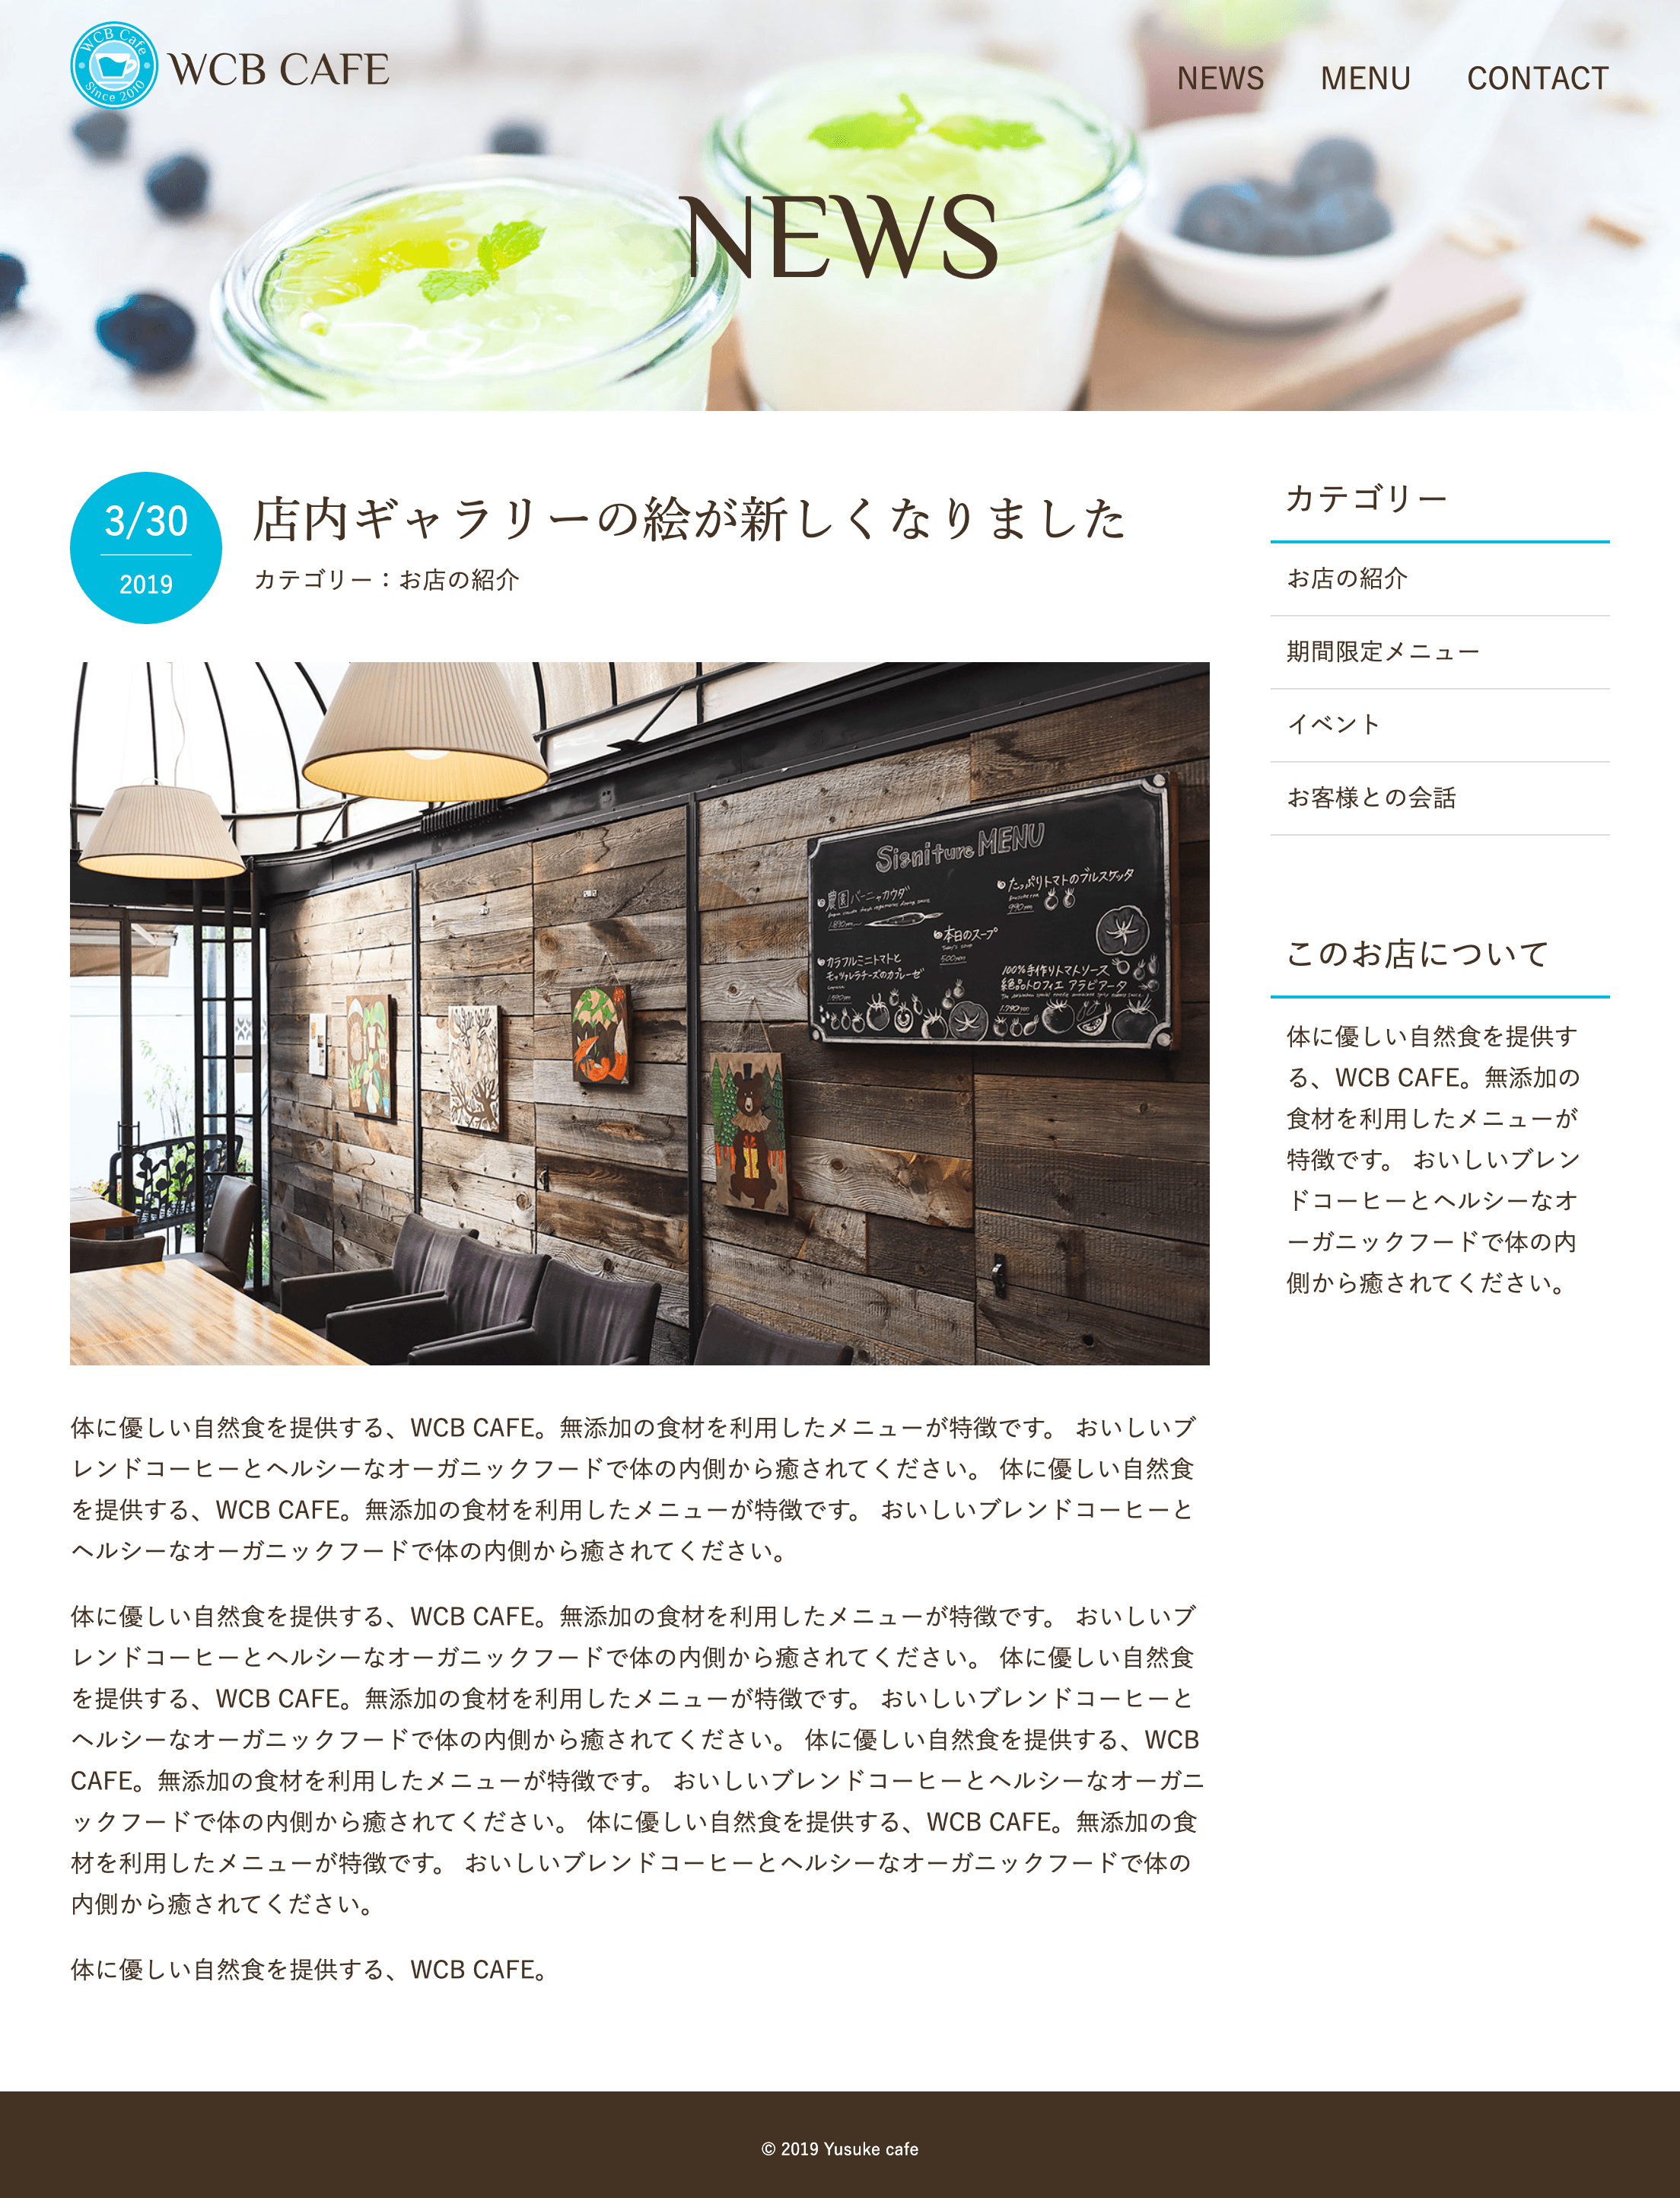 WCB Cafe
Since 2010
WCB CAFE
NEWS MENU CONTACT
NEWS
3/30
2019
店内ギャラリーの絵が新しくなりました
カテゴリー：お店の紹介
Signiture MENU
農園バーニャカウダ
たっぷりトマトのブルスケッタ
990yen
本日のスープ
Today's soup
500yen
カラフルミニトマトと
モッツァレラチーズのカプレーゼ
100%手作りトマトソース
絶品トロフィエ アラビアータ
体に優しい自然食を提供する、WCB CAFE。無添加の食材を利用したメニューが特徴です。 おいしいブ
レンドコーヒーとヘルシーなオーガニックフードで体の内側から癒されてください。 体に優しい自然食
を提供する、WCB CAFE。無添加の食材を利用したメニューが特徴です。 おいしいブレンドコーヒーと
ヘルシーなオーガニックフードで体の内側から癒されてください。
体に優しい自然食を提供する、WCB CAFE。無添加の食材を利用したメニューが特徴です。 おいしいブ
レンドコーヒーとヘルシーなオーガニックフードで体の内側から癒されてください。 体に優しい自然食
を提供する、WCB CAFE。無添加の食材を利用したメニューが特徴です。 おいしいブレンドコーヒーと
ヘルシーなオーガニックフードで体の内側から癒されてください。 体に優しい自然食を提供する、WCB
CAFE。無添加の食材を利用したメニューが特徴です。 おいしいブレンドコーヒーとヘルシーなオーガニ
ックフードで体の内側から癒されてください。 体に優しい自然食を提供する、WCB CAFE。無添加の食
材を利用したメニューが特徴です。 おいしいブレンドコーヒーとヘルシーなオーガニックフードで体の
内側から癒されてください。
体に優しい自然食を提供する、WCB CAFE。
カテゴリー
お店の紹介
期間限定メニュー
イベント
お客様との会話
このお店について
体に優しい自然食を提供す
る、WCB CAFE。無添加の
食材を利用したメニューが
特徴です。 おいしいブレン
ドコーヒーとヘルシーなオ
ーガニックフードで体の内
側から癒されてください。
© 2019 Yusuke cafe